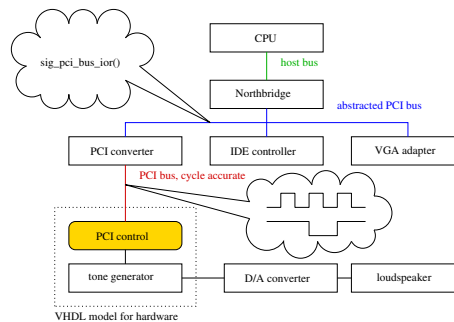 CPU
sig_pci_bus_ior()
host bus
Northbridge
abstracted PCI bus
PCI converter
IDE controller
VGA adapter
PCI bus, cycle accurate
PCI control
tone generator
D/A converter
loudspeaker
VHDL model for hardware